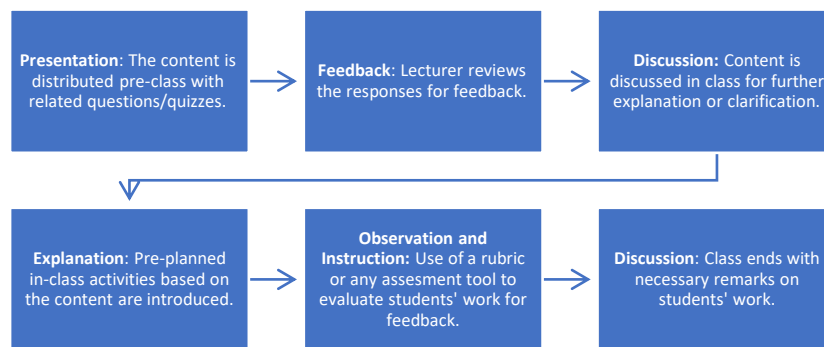 Presentation: The content is
distributed pre-class with
related questions/quizzes.
Feedback: Lecturer reviews
the responses for feedback.
Discussion: Content is
discussed in class for further
explanation or clarification.
Explanation: Pre-planned
in-class activities based on
the content are introduced.
Observation and
Instruction: Use of a rubric
or any assesment tool to
evaluate students' work for
feedback.
Discussion: Class ends with
necessary remarks on
students' work.